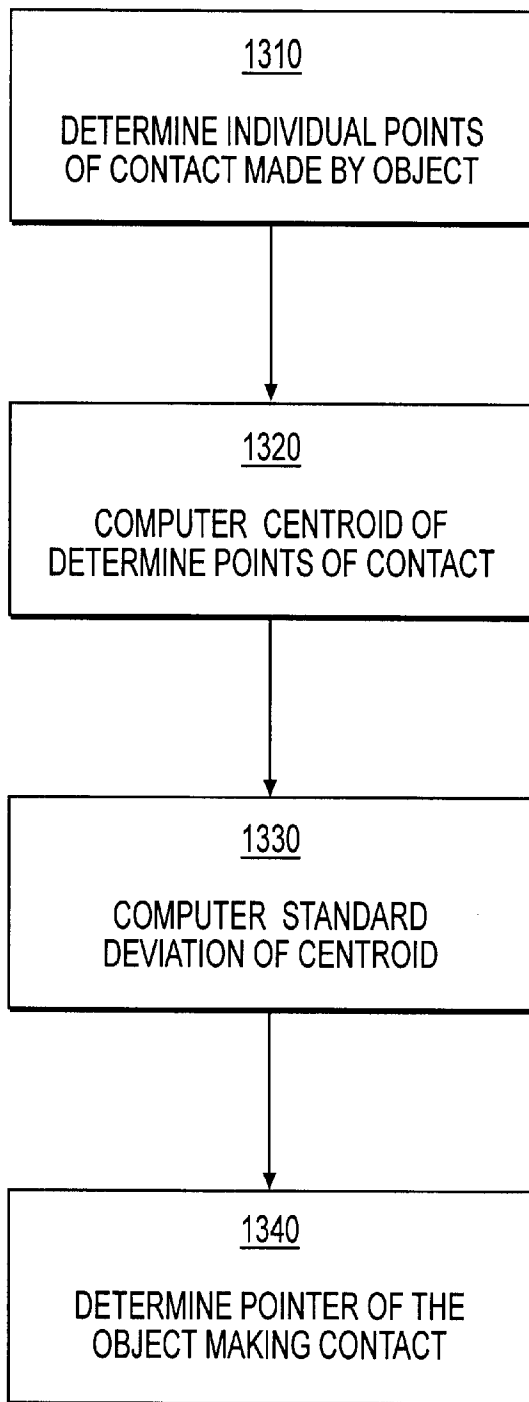 1310
DETERMINE INDIVIDUAL POINTS
OF CONTACT MADE BY OBJECT
1320
COMPUTER CENTROID OF
DETERMINE POINTS OF CONTACT
1330
COMPUTER STANDARD
DEVIATION OF CENTROID
1340
DETERMINE POINTER OF THE
OBJECT MAKING CONTACT